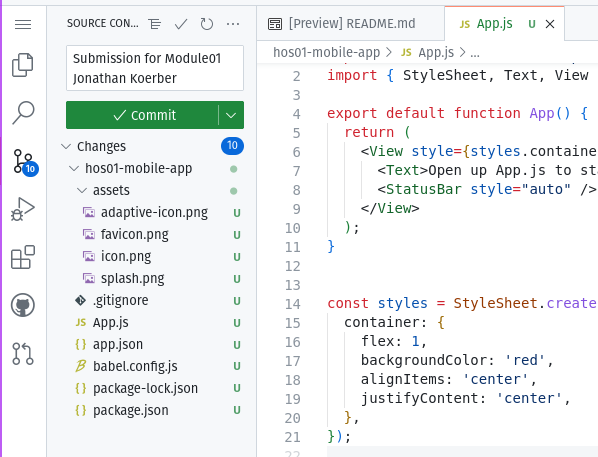 SOURCE CON...
[Preview] README.md
JS App.js U
Submission for Module01
Jonathan Koerber
Commit
Changes 10
hos01-mobile-app
assets
adaptive-icon.png U
favicon.png U
icon.png U
splash.png U
.gitignore U
JS App.js U
{} app.json U
babel.config.js U
{} package-lock.json U
{} package.json U
10
hos01-mobile-app > JS App.js > ...
2 import { StyleSheet, Text, View
3
4 export default function App() {
5 return (
6 <View style={styles.containe
7 <Text>Open up App.js to sta
8 <StatusBar style="auto" />
9 </View>
10 );
11 }
12
13
14 const styles = StyleSheet.create
15 container: {
16 flex: 1,
17 backgroundColor: 'red',
18 alignItems: 'center',
19 justifyContent: 'center',
20 },
21 });
22